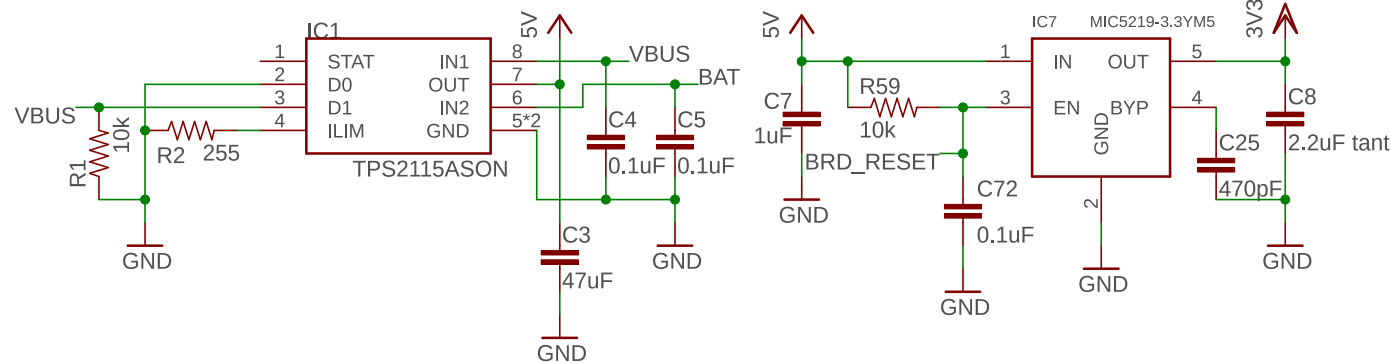 IC1
1 STAT
2 D0
3 D1
4 ILIM
IN1 8
OUT 7
IN2 6
GND 5*2
TPS2115ASON
VBUS
R1
10k
R2
255
GND
5V
VBUS
BAT
C4
0.1uF
C5
0.1uF
GND
C3
47uF
GND
5V
C7
1uF
GND
R59
10k
BRD_RESET
C72
0.1uF
GND
IC7
MIC5219-3.3YM5
1 IN
3 EN
OUT 5
BYP 4
GND
2
GND
3V3
C8
2.2uF tant
C25
470pF
GND